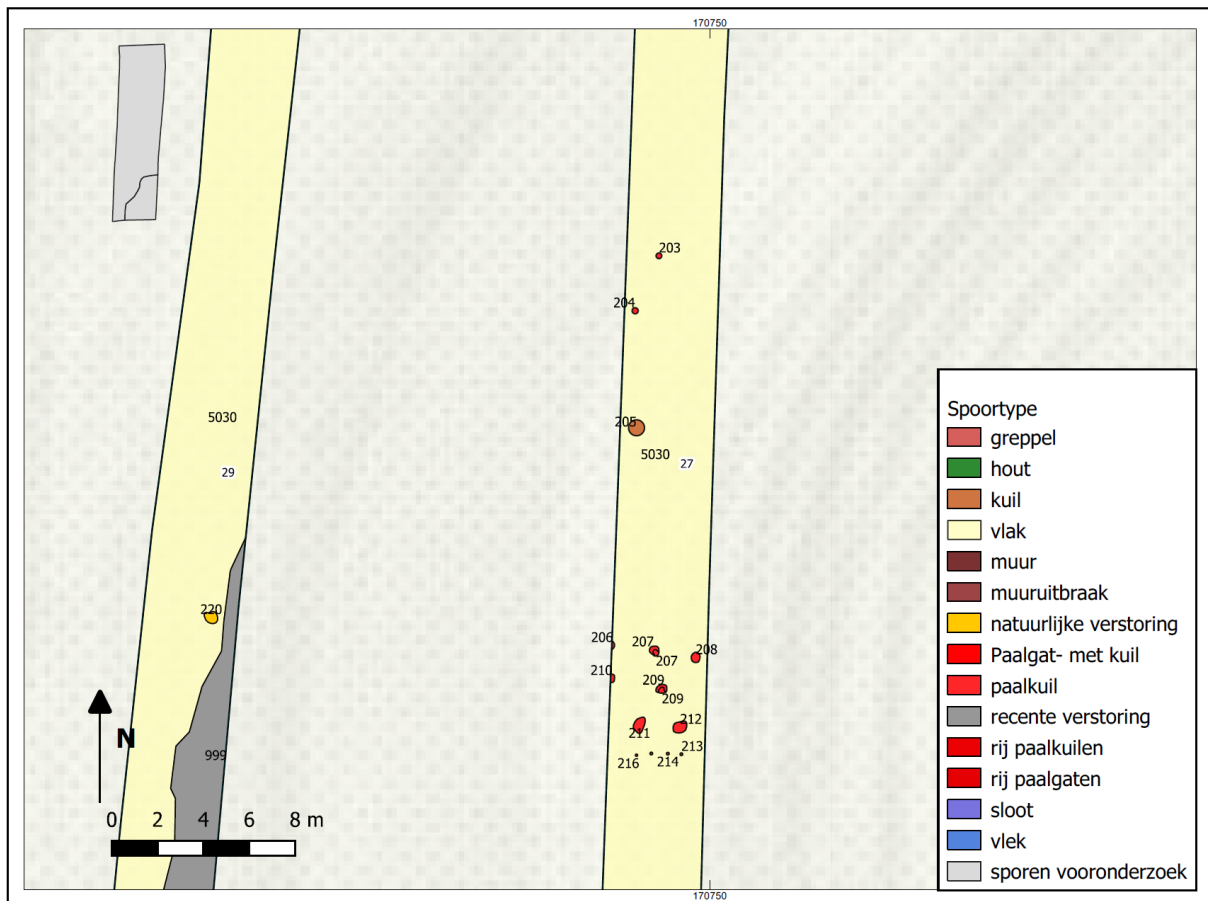 170750
203
204
205
5030
5030
27
29
220
206
207
208
207
210
209
209
212
211
213
999
216
214
N
0 2 4 6 8 m
170750
Spoortype
greppel
hout
kuil
vlak
muur
muuruitbraak
natuurlijke verstoring
Paalgat- met kuil
paalkuil
recente verstoring
rij paalkuilen
rij paalgaten
sloot
vlek
sporen vooronderzoek